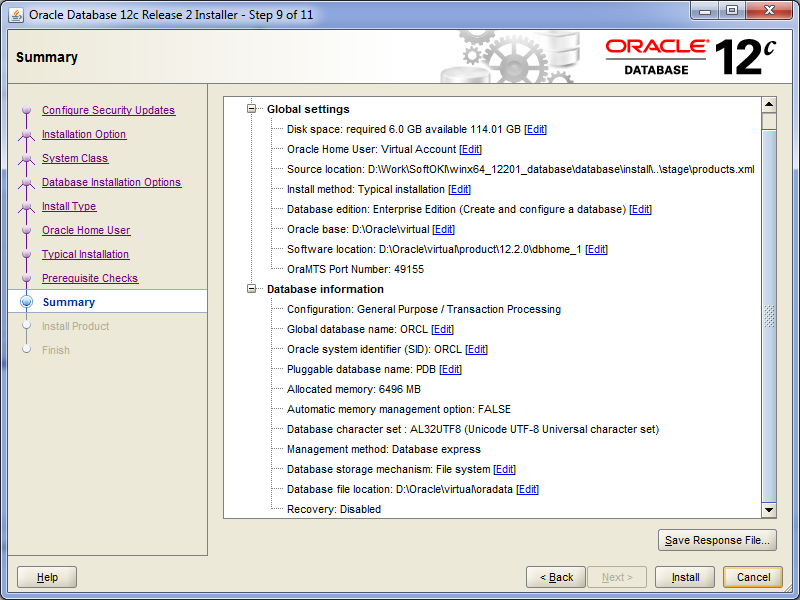 Oracle Database 12c Release 2 Installer - Step 9 of 11
Summary
ORACLE
DATABASE
12c
Configure Security Updates
Installation Option
System Class
Database Installation Options
Install Type
Oracle Home User
Typical Installation
Prerequisite Checks
Summary
Install Product
Finish
Global settings
Disk space: required 6.0 GB available 114.01 GB [Edit]
Oracle Home User: Virtual Account [Edit]
Source location: D:\Work\SoftOKI\winx64_12201_database\database\install\..\stage\products.xml
Install method: Typical installation [Edit]
Database edition: Enterprise Edition (Create and configure a database) [Edit]
Oracle base: D:\Oracle\virtual [Edit]
Software location: D:\Oracle\virtual\product\12.2.0\dbhome_1 [Edit]
OraMTS Port Number: 49155
Database information
Configuration: General Purpose / Transaction Processing
Global database name: ORCL [Edit]
Oracle system identifier (SID): ORCL [Edit]
Pluggable database name: PDB [Edit]
Allocated memory: 6496 MB
Automatic memory management option: FALSE
Database character set : AL32UTF8 (Unicode UTF-8 Universal character set)
Management method: Database express
Database storage mechanism: File system [Edit]
Database file location: D:\Oracle\virtual\oradata [Edit]
Recovery: Disabled
Save Response File...
Help
< Back
Next >
Install
Cancel